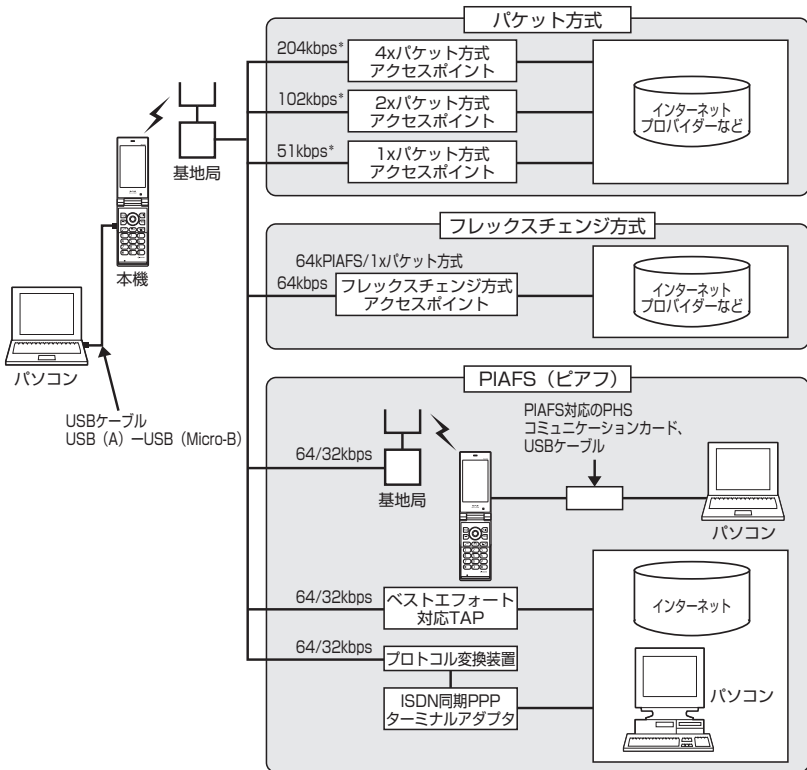 パケット方式
204kbps*
4xパケット方式
アクセスポイント
102kbps*
2xパケット方式
アクセスポイント
51kbps*
1xパケット方式
アクセスポイント
インターネット
プロバイダーなど
基地局
本機
パソコン
USBケーブル
USB（A）ーUSB（Micro-B）
フレックスチェンジ方式
64kPIAFS/1xパケット方式
64kbps
フレックスチェンジ方式
アクセスポイント
インターネット
プロバイダーなど
PIAFS（ピアフ）
64/32kbps
基地局
PIAFS対応のPHS
コミュニケーションカード、
USBケーブル
パソコン
64/32kbps
ベストエフォート
対応TAP
インターネット
64/32kbps
プロトコル変換装置
ISDN同期PPP
ターミナルアダプタ
パソコン